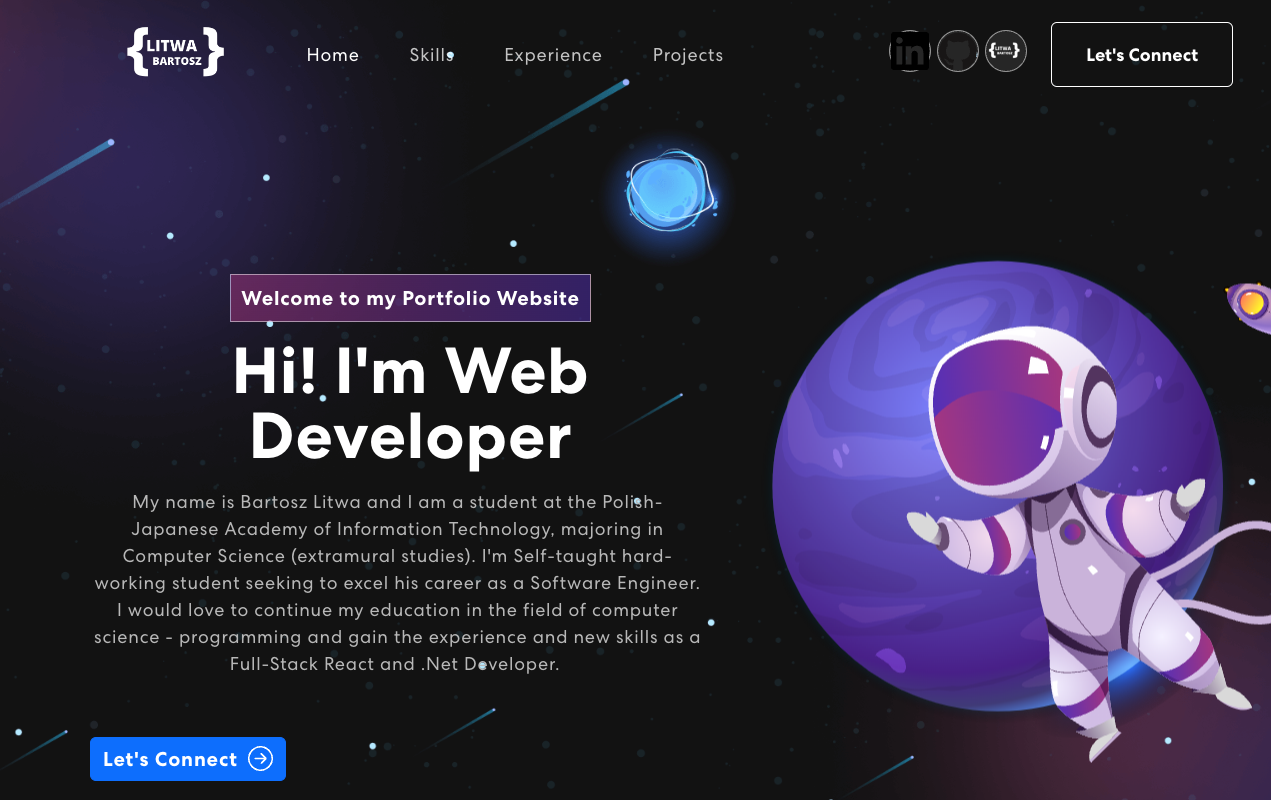 LITWA
BARTOSZ
Home
Skills
Experience
Projects
in
LITWA
BARTOSZ
Let's Connect
Welcome to my Portfolio Website
Hi! I'm Web
Developer
My name is Bartosz Litwa and I am a student at the Polish-
Japanese Academy of Information Technology, majoring in
Computer Science (extramural studies). I'm Self-taught hard-
working student seeking to excel his career as a Software Engineer.
I would love to continue my education in the field of computer
science - programming and gain the experience and new skills as a
Full-Stack React and .Net Developer.
Let's Connect